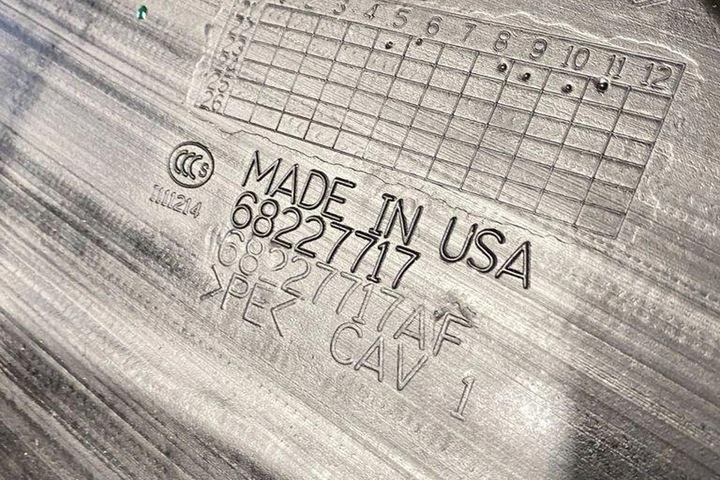 3 4 5 6 7 8 9 10 11 12
CCC S
1111214
MADE IN USA
68227717
68227717AF
>PE< CAV 1